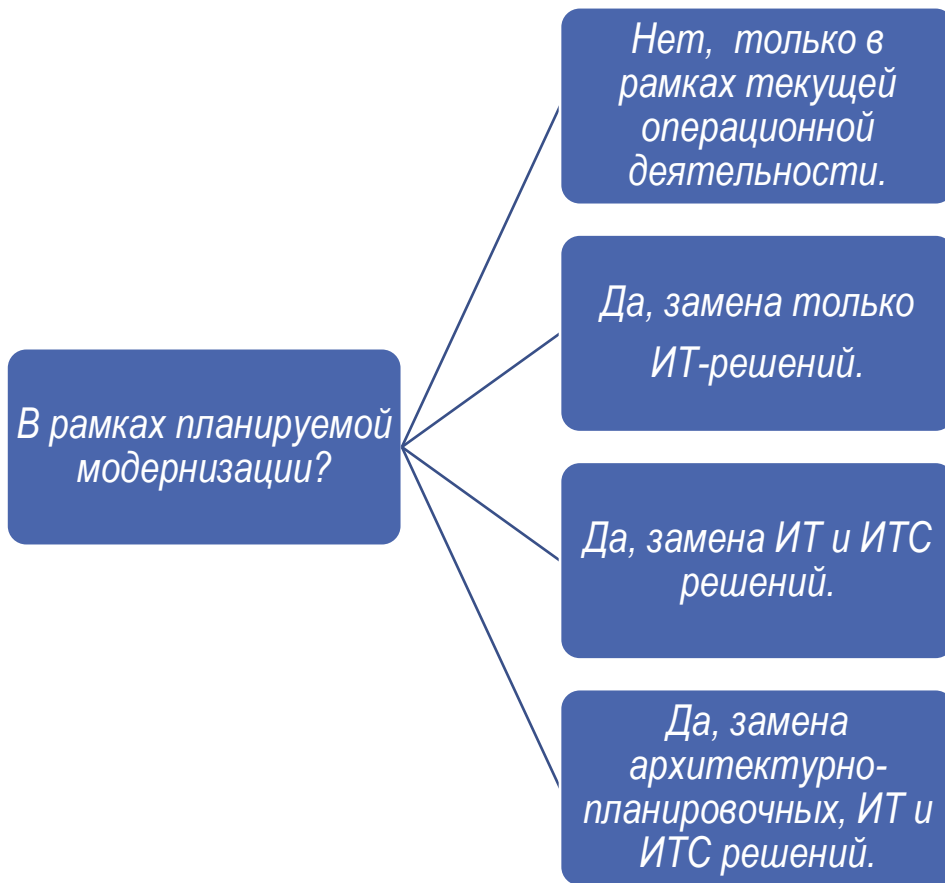 В рамках планируемой
модернизации?
Нет, только в
рамках текущей
операционной
деятельности.
Да, замена только
ИТ-решений.
Да, замена ИТ и ИТС
решений.
Да, замена
архитектурно-
планировочных, ИТ и
ИТС решений.